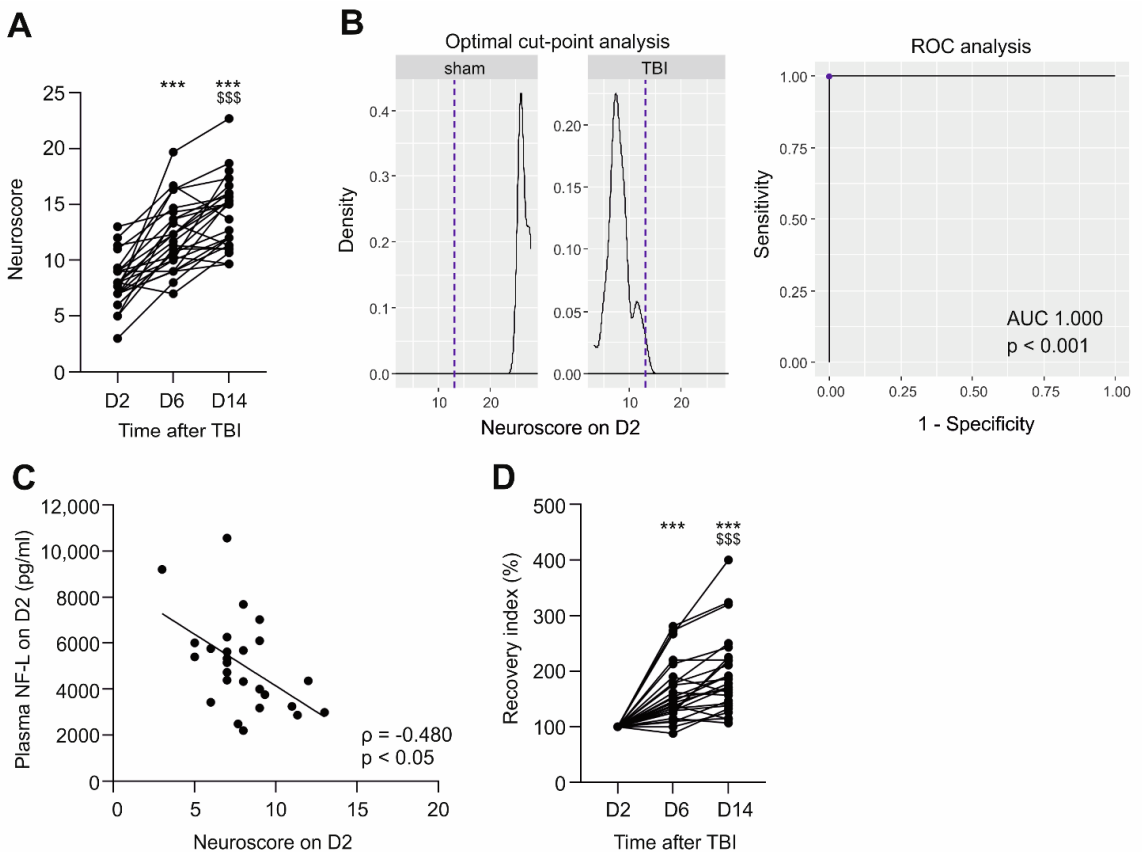 A
Neuroscore
25
20
15
10
5
0
***
***
$$$
D2 D6 D14
Time after TBI
B
Optimal cut-point analysis
sham
TBI
Density
0.4
0.3
0.2
0.1
0.0
0.20
0.15
0.10
0.05
0.00
10 20
10 20
Neuroscore on D2
ROC analysis
Sensitivity
1.00
0.75
0.50
0.25
0.00
AUC 1.000
p < 0.001
0.00 0.25 0.50 0.75 1.00
1 - Specificity
C
Plasma NF-L on D2 (pg/ml)
12,000
10,000
8000
6000
4000
2000
0
ρ = -0.480
p < 0.05
0 5 10 15 20
Neuroscore on D2
D
Recovery index (%)
500
400
300
200
100
0
***
***
$$$
D2 D6 D14
Time after TBI